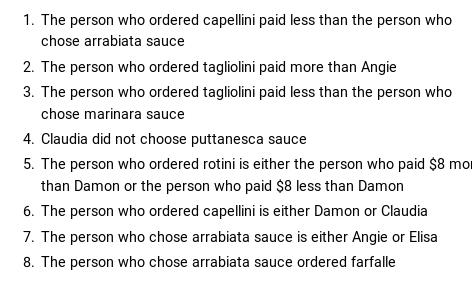 1. The person who ordered capellini paid less than the person who
chose arrabiata sauce
2. The person who ordered tagliolini paid more than Angie
3. The person who ordered tagliolini paid less than the person who
chose marinara sauce
4. Claudia did not choose puttanesca sauce
5. The person who ordered rotini is either the person who paid $8 mor
than Damon or the person who paid $8 less than Damon
6. The person who ordered capellini is either Damon or Claudia
7. The person who chose arrabiata sauce is either Angie or Elisa
8. The person who chose arrabiata sauce ordered farfalle